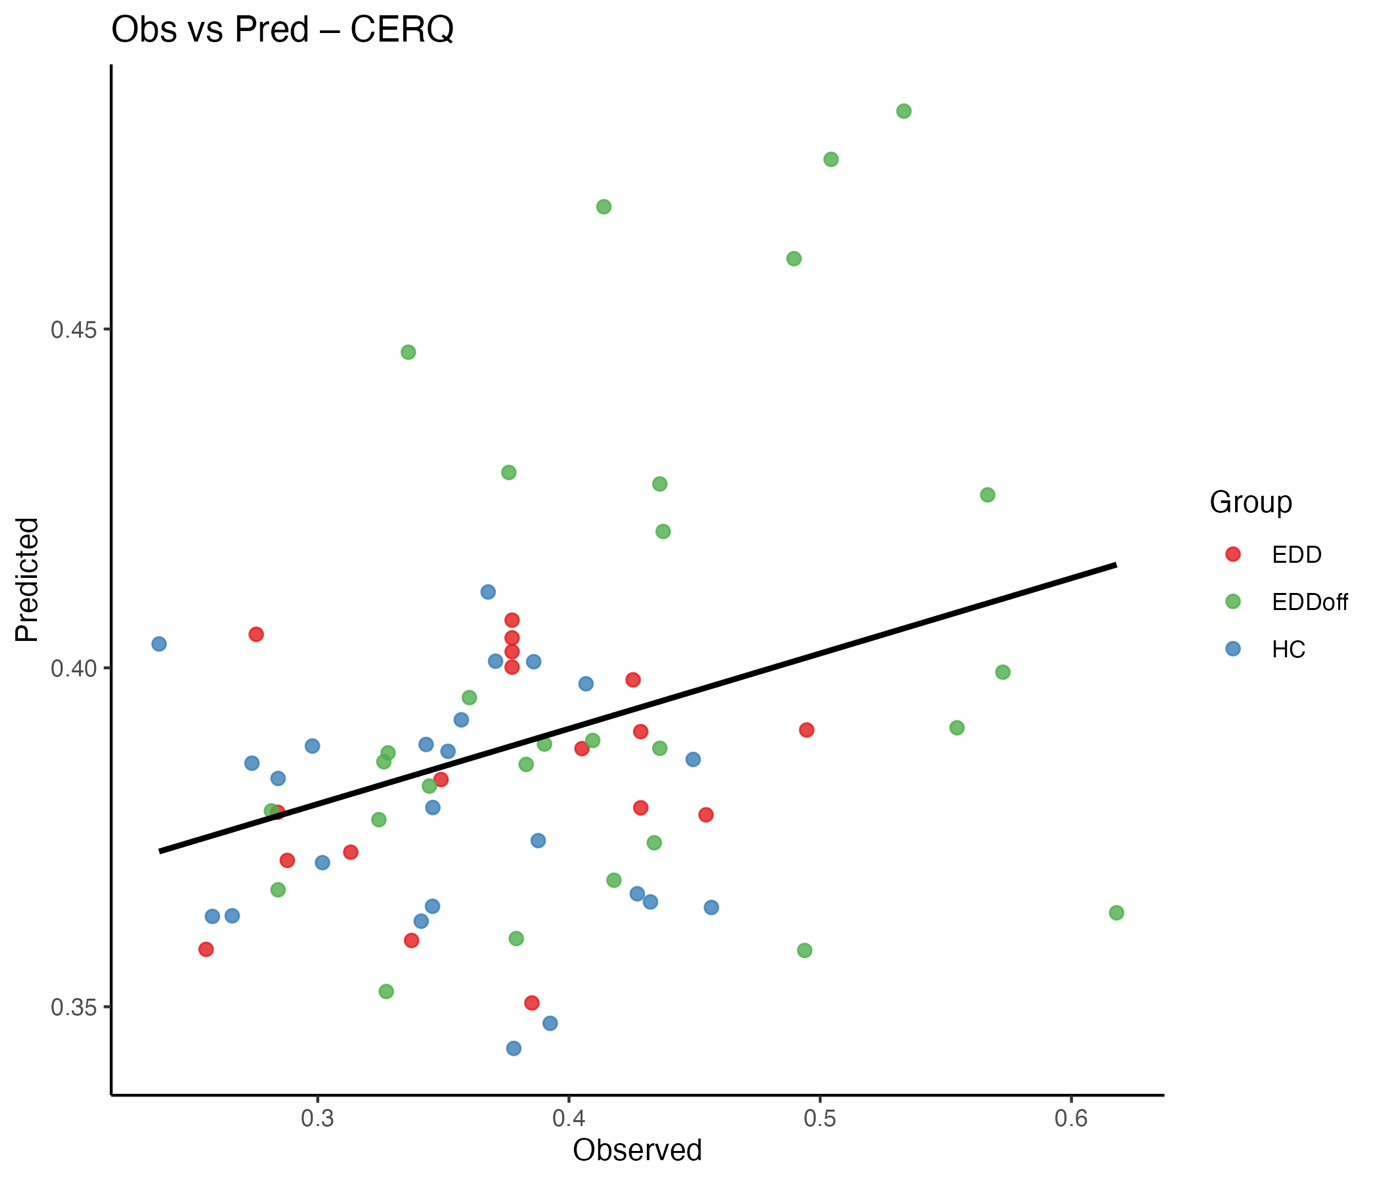 Obs vs Pred – CERQ
Predicted
0.45
0.40
0.35
0.3
0.4
0.5
0.6
Observed
Group
EDD
EDDoff
HC